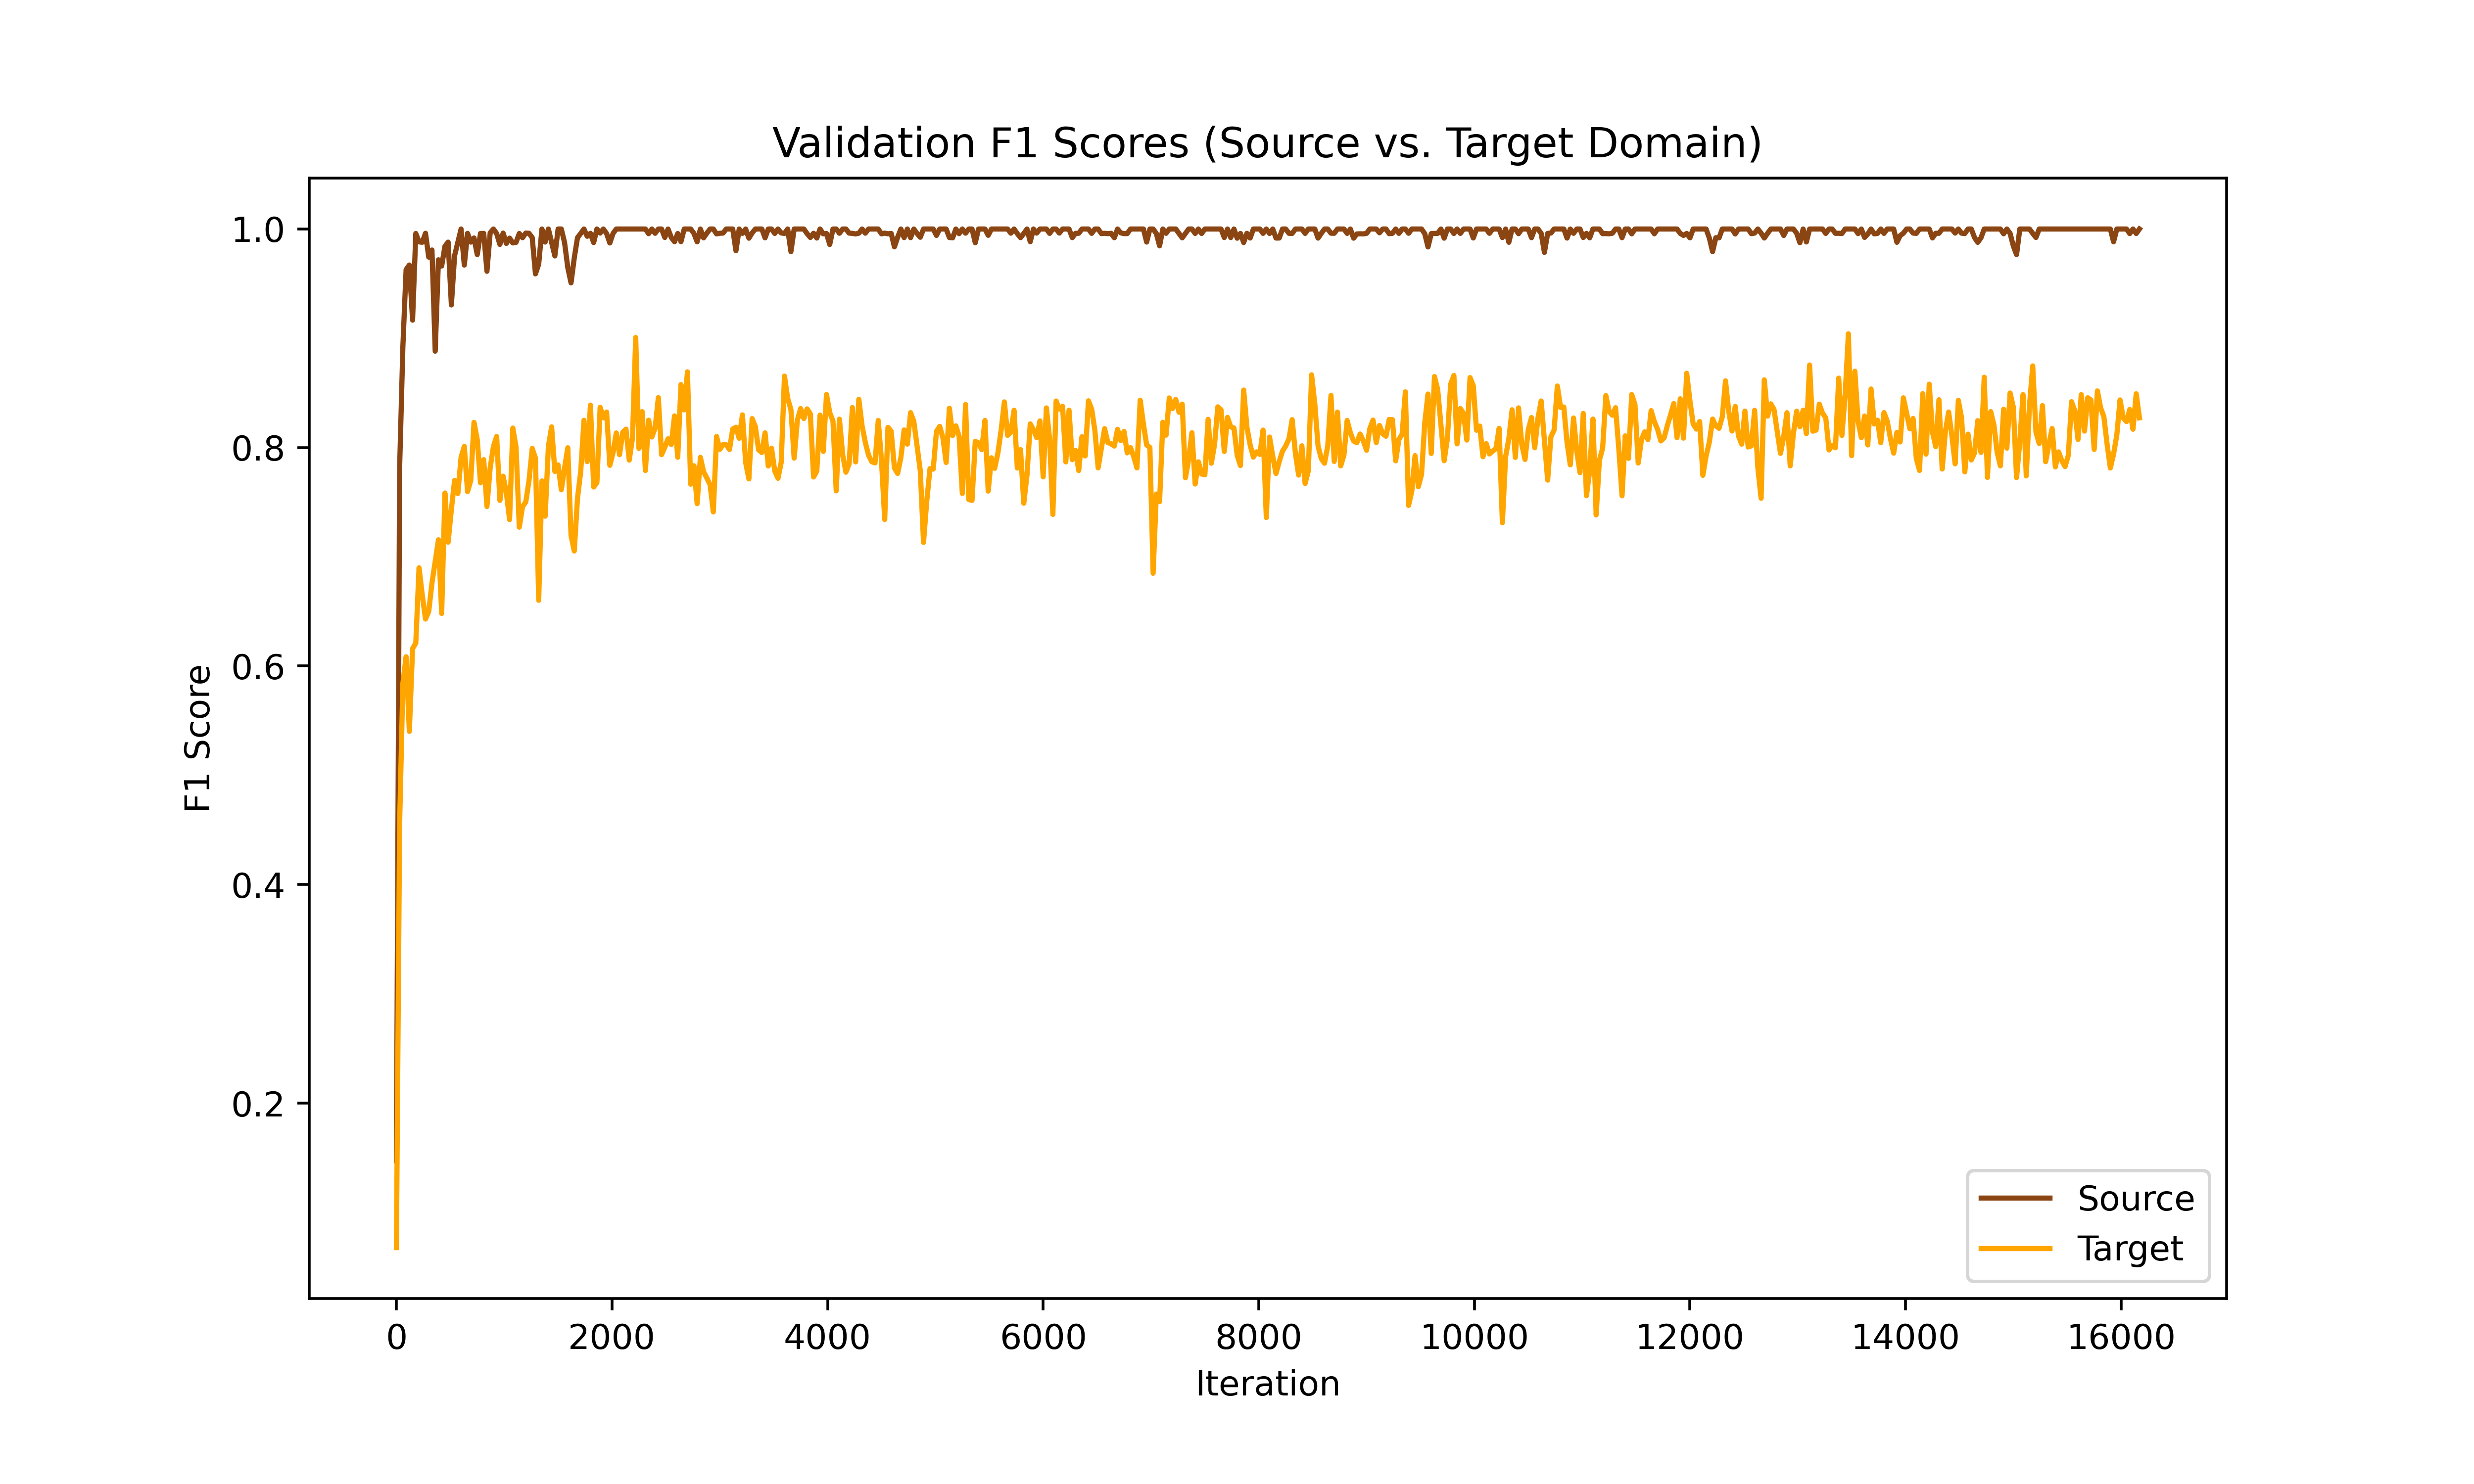 Validation F1 Scores (Source vs. Target Domain)
1.0
0.8
0.6
0.4
0.2
F1 Score
0 2000 4000 6000 8000 10000 12000 14000 16000
Iteration
Source
Target